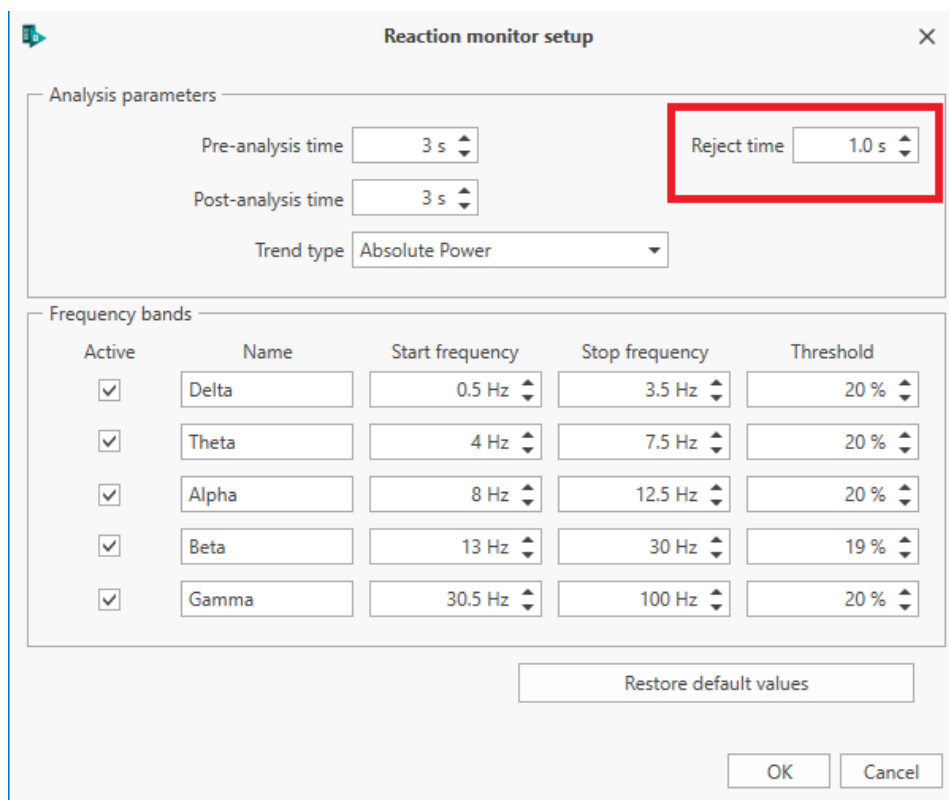 Reaction monitor setup
Analysis parameters
Pre-analysis time 3 s Reject time 1.0 s
Post-analysis time 3 s
Trend type Absolute Power
Frequency bands
Active Name Start frequency Stop frequency Threshold
Delta 0.5 Hz 3.5 Hz 20 %
Theta 4 Hz 7.5 Hz 20 %
Alpha 8 Hz 12.5 Hz 20 %
Beta 13 Hz 30 Hz 19 %
Gamma 30.5 Hz 100 Hz 20 %
Restore default values
OK Cancel